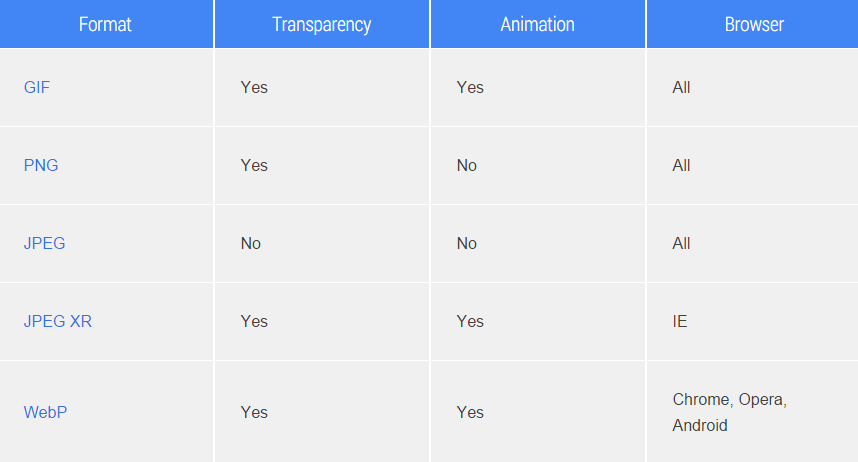 Format Transparency Animation Browser
GIF Yes Yes All
PNG Yes No All
JPEG No No All
JPEG XR Yes Yes IE
WebP Yes Yes Chrome, Opera,
Android